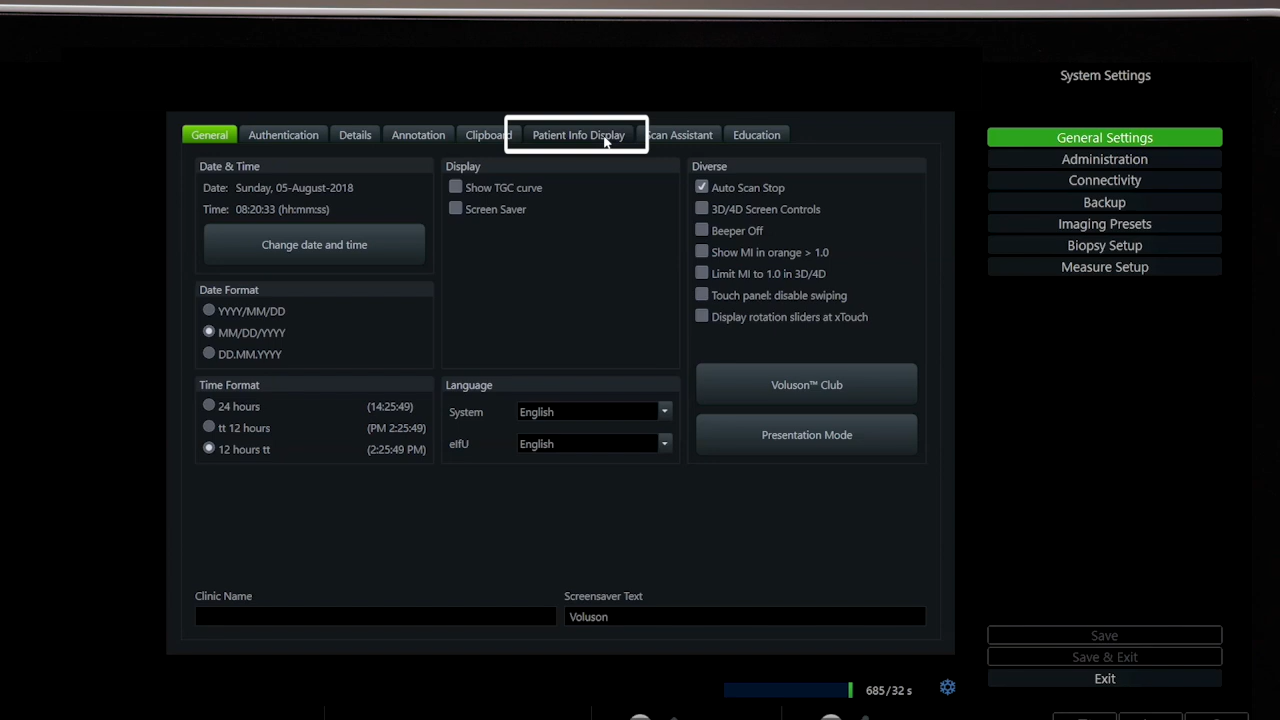 System Settings
General Authentication Details Annotation Clipboard Patient Info Display Scan Assistant Education
Date & Time
Date: Sunday, 05-August-2018
Time: 08:20:33 (hh:mm:ss)
Change date and time
Date Format
YYYY/MM/DD
MM/DD/YYYY
DD.MM.YYYY
Time Format
24 hours (14:25:49)
tt 12 hours (PM 2:25:49)
12 hours tt (2:25:49 PM)
Display
Show TGC curve
Screen Saver
Language
System English
eIfU English
Diverse
Auto Scan Stop
3D/4D Screen Controls
Beeper Off
Show MI in orange > 1.0
Limit MI to 1.0 in 3D/4D
Touch panel: disable swiping
Display rotation sliders at xTouch
Voluson™ Club
Presentation Mode
Clinic Name
Screensaver Text
Voluson
General Settings
Administration
Connectivity
Backup
Imaging Presets
Biopsy Setup
Measure Setup
Save
Save & Exit
Exit
685/32 s